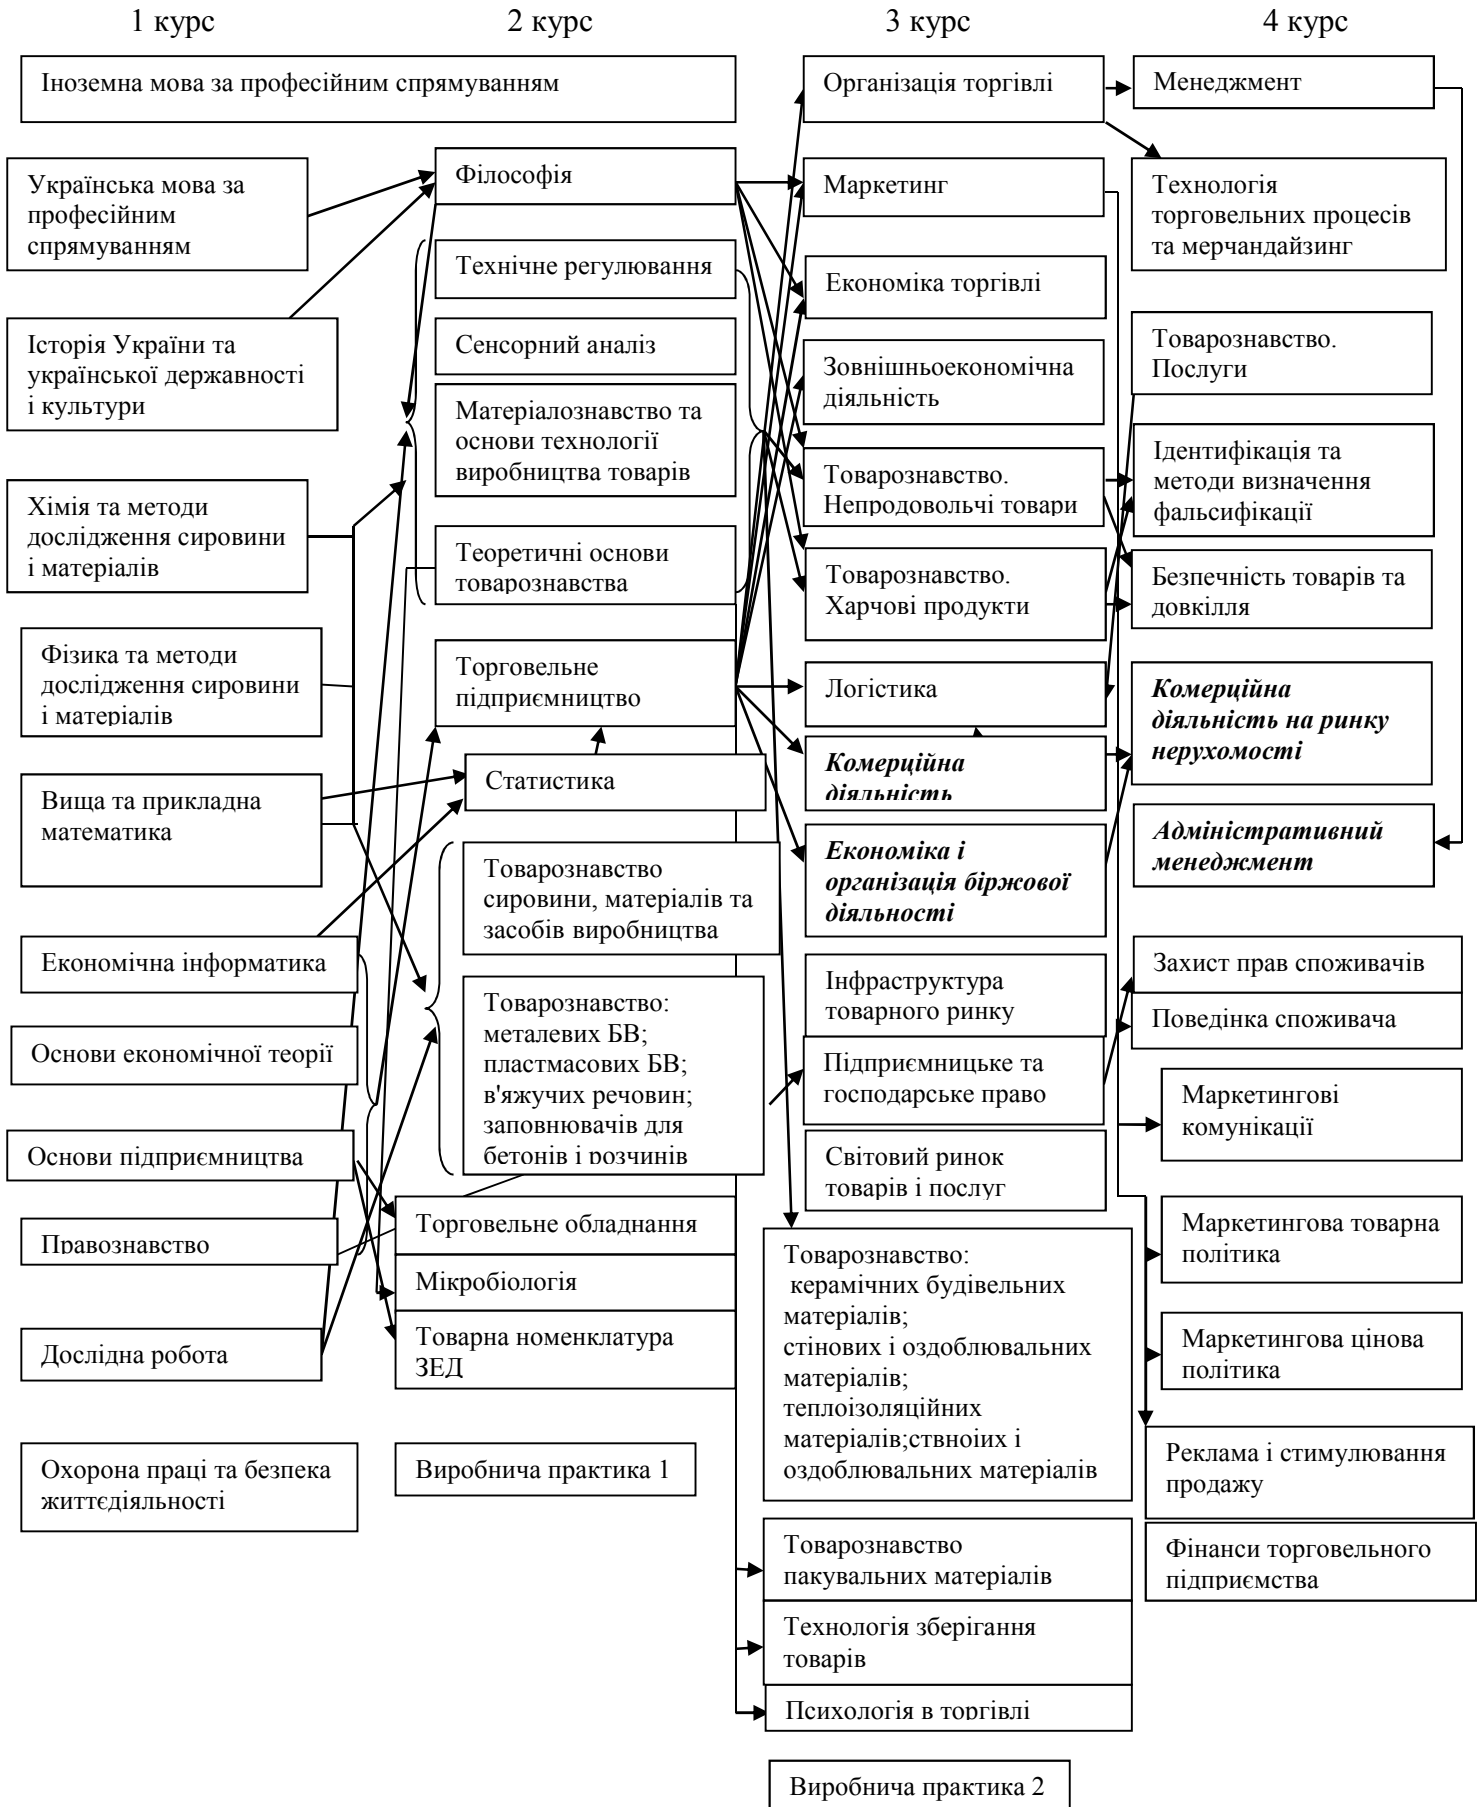 1 курс
2 курс
3 курс
4 курс
Іноземна мова за професійним спрямуванням
Українська мова за
професійним
спрямуванням
Історія України та
української державності
і культури
Хімія та методи
дослідження сировини
і матеріалів
Фізика та методи
дослідження сировини
і матеріалів
Вища та прикладна
математика
Економічна інформатика
Основи економічної теорії
Основи підприємництва
Правознавство
Дослідна робота
Охорона праці та безпека
життєдіяльності
Філософія
Технічне регулювання
Сенсорний аналіз
Матеріалознавство та
основи технології
виробництва товарів
Теоретичні основи
товарознавства
Торговельне
підприємництво
Статистика
Товарознавство
сировини, матеріалів та
засобів виробництва
Товарознавство:
металевих БВ;
пластмасових БВ;
в'яжучих речовин;
заповнювачів для
бетонів і розчинів
Торговельне обладнання
Мікробіологія
Товарна номенклатура
ЗЕД
Виробнича практика 1
Організація торгівлі
Маркетинг
Економіка торгівлі
Зовнішньоекономічна
діяльність
Товарознавство.
Непродовольчі товари
Товарознавство.
Харчові продукти
Логістика
Комерційна
діяльність
Економіка і
організація біржової
діяльності
Інфраструктура
товарного ринку
Підприємницьке та
господарське право
Світовий ринок
товарів і послуг
Товарознавство:
керамічних будівельних
матеріалів;
стінових і оздоблювальних
матеріалів;
теплоізоляційних
матеріалів;ствноіих і
оздоблювальних матеріалів
Товарознавство
пакувальних матеріалів
Технологія зберігання
товарів
Психологія в торгівлі
Виробнича практика 2
Менеджмент
Технологія
торговельних процесів
та мерчандайзинг
Товарознавство.
Послуги
Ідентифікація та
методи визначення
фальсифікації
Безпечність товарів та
довкілля
Комерційна
діяльність на ринку
нерухомості
Адміністративний
менеджмент
Захист прав споживачів
Поведінка споживача
Маркетингові
комунікації
Маркетингова товарна
політика
Маркетингова цінова
політика
Реклама і стимулювання
продажу
Фінанси торговельного
підприємства